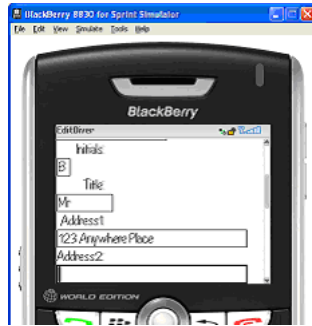 BlackBerry 8830 for Sprint Simulator
File Edit View Simulate Tools Help
BlackBerry
EditDiver
Initials:
B
Title:
Mr
Address1:
123 Anywhere Place
Address2:
WORLD EDITION